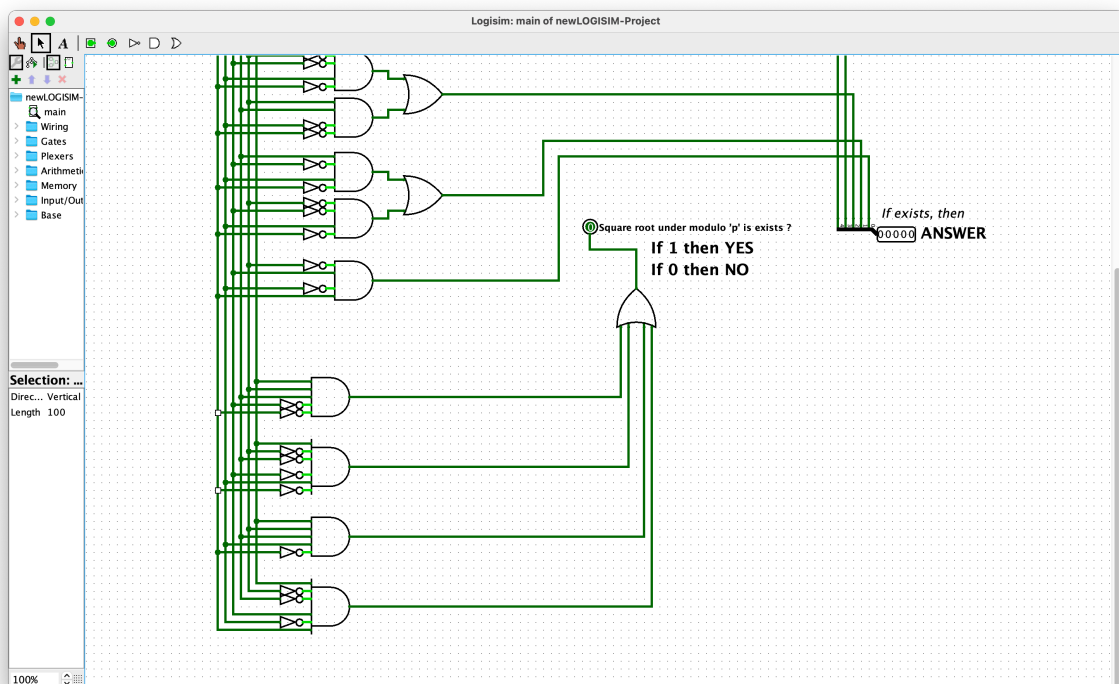 Logisim: main of newLOGISIM-Project
A
newLOGISIM-
main
Wiring
Gates
Plexers
Arithmeti
Memory
Input/Out
Base
Selection: ...
Direc... Vertical
Length 100
100%
If exists, then
00000 ANSWER
0 Square root under modulo 'p' is exists ?
If 1 then YES
If 0 then NO